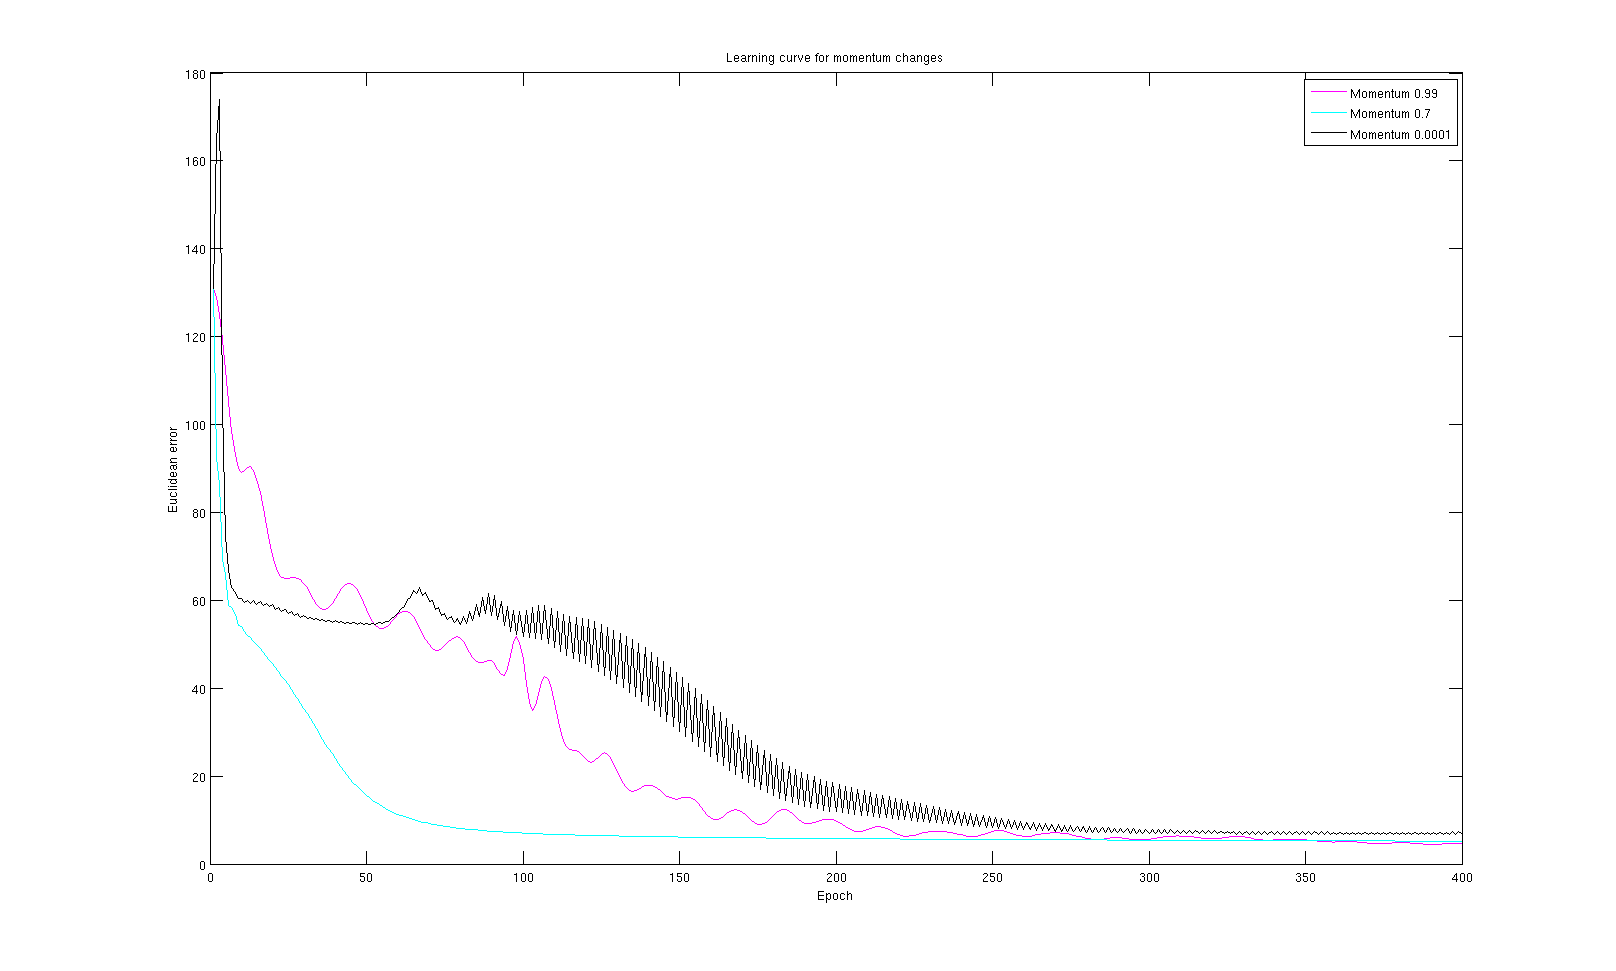 Learning curve for momentum changes
180
160
140
120
100
80
60
40
20
0
Euclidean error
Momentum 0.99
Momentum 0.7
Momentum 0.0001
0 50 100 150 200 250 300 350 400
Epoch